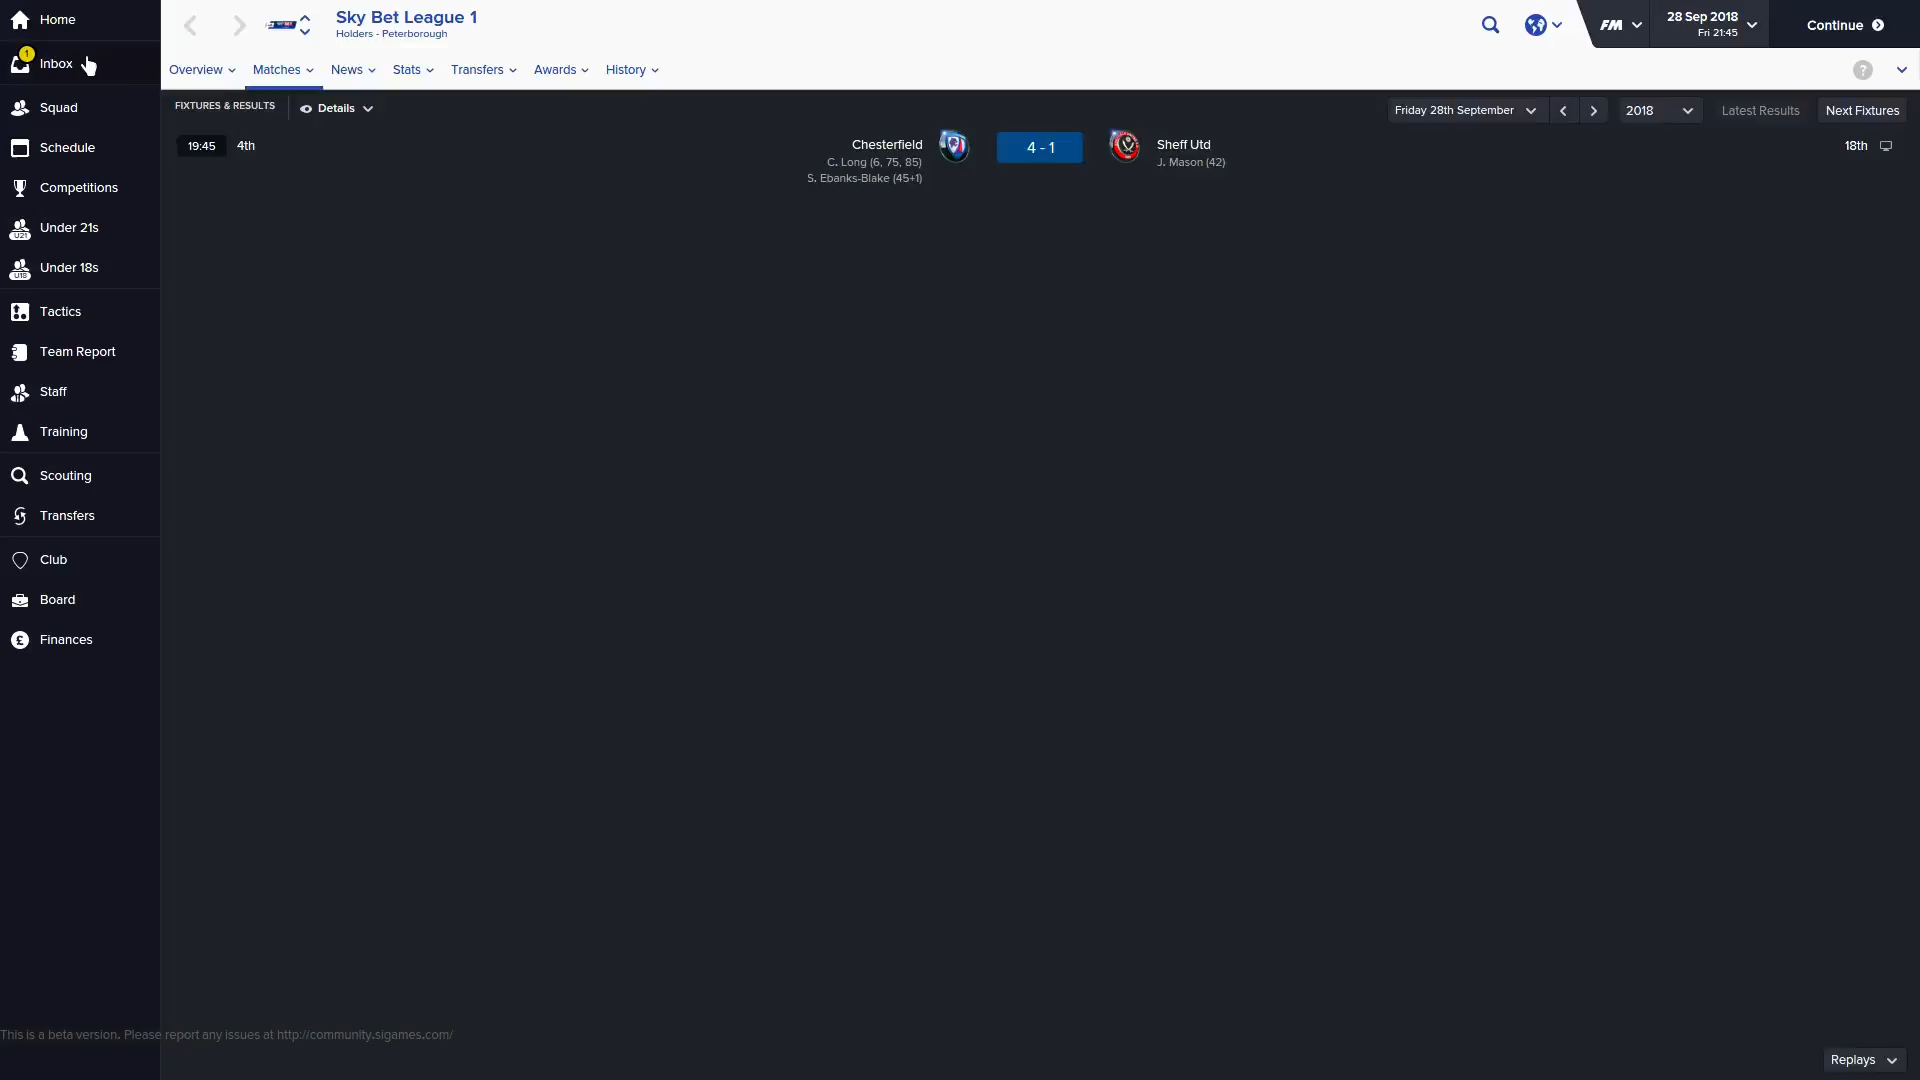 Home
1
Inbox
Squad
Schedule
Competitions
U21
Under 21s
U18
Under 18s
Tactics
Team Report
Staff
Training
Scouting
Transfers
Club
Board
£
Finances
Sky Bet League 1
Holders - Peterborough
FM
28 Sep 2018
Fri 21:45
Continue
Overview
Matches
News
Stats
Transfers
Awards
History
?
FIXTURES & RESULTS
Details
Friday 28th September
2018
Latest Results
Next Fixtures
19:45
4th
Chesterfield
C. Long (6, 75, 85)
S. Ebanks-Blake (45+1)
4 - 1
Sheff Utd
J. Mason (42)
18th
This is a beta version. Please report any issues at http://community.sigames.com/
Replays